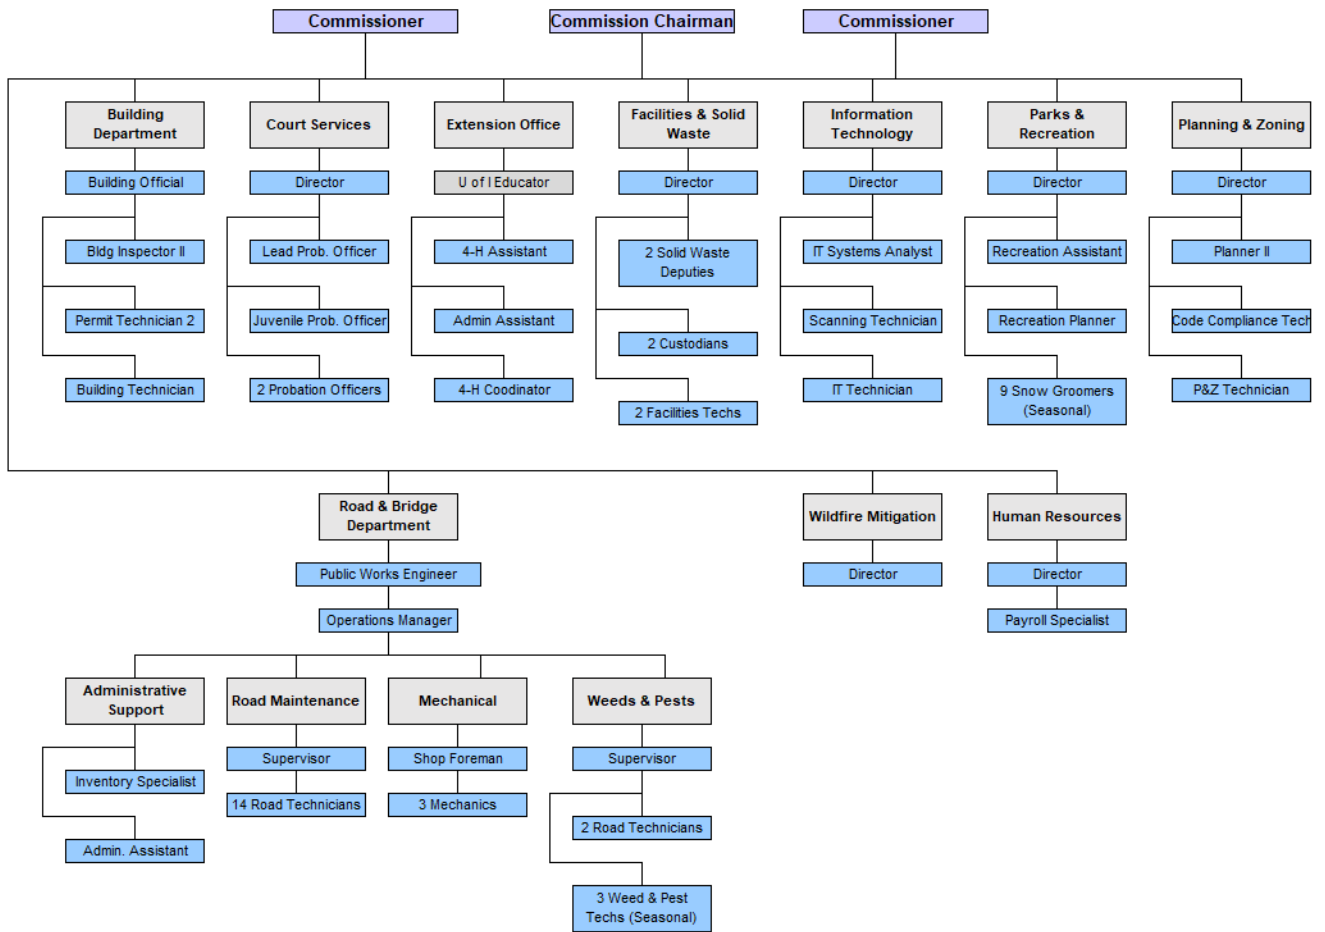 Commissioner
Commission Chairman
Commissioner
Building
Department
Court Services
Extension Office
Facilities & Solid
Waste
Information
Technology
Parks &
Recreation
Planning & Zoning
Building Official
Director
U of I Educator
Director
Director
Director
Director
Bldg Inspector II
Lead Prob. Officer
4-H Assistant
2 Solid Waste
Deputies
IT Systems Analyst
Recreation Assistant
Planner II
Permit Technician 2
Juvenile Prob. Officer
Admin Assistant
2 Custodians
Scanning Technician
Recreation Planner
Code Compliance Tech
Building Technician
2 Probation Officers
4-H Coodinator
2 Facilities Techs
IT Technician
9 Snow Groomers
(Seasonal)
P&Z Technician
Road & Bridge
Department
Wildfire Mitigation
Human Resources
Public Works Engineer
Director
Director
Operations Manager
Payroll Specialist
Administrative
Support
Road Maintenance
Mechanical
Weeds & Pests
Supervisor
Shop Foreman
Supervisor
Inventory Specialist
14 Road Technicians
3 Mechanics
2 Road Technicians
Admin. Assistant
3 Weed & Pest
Techs (Seasonal)